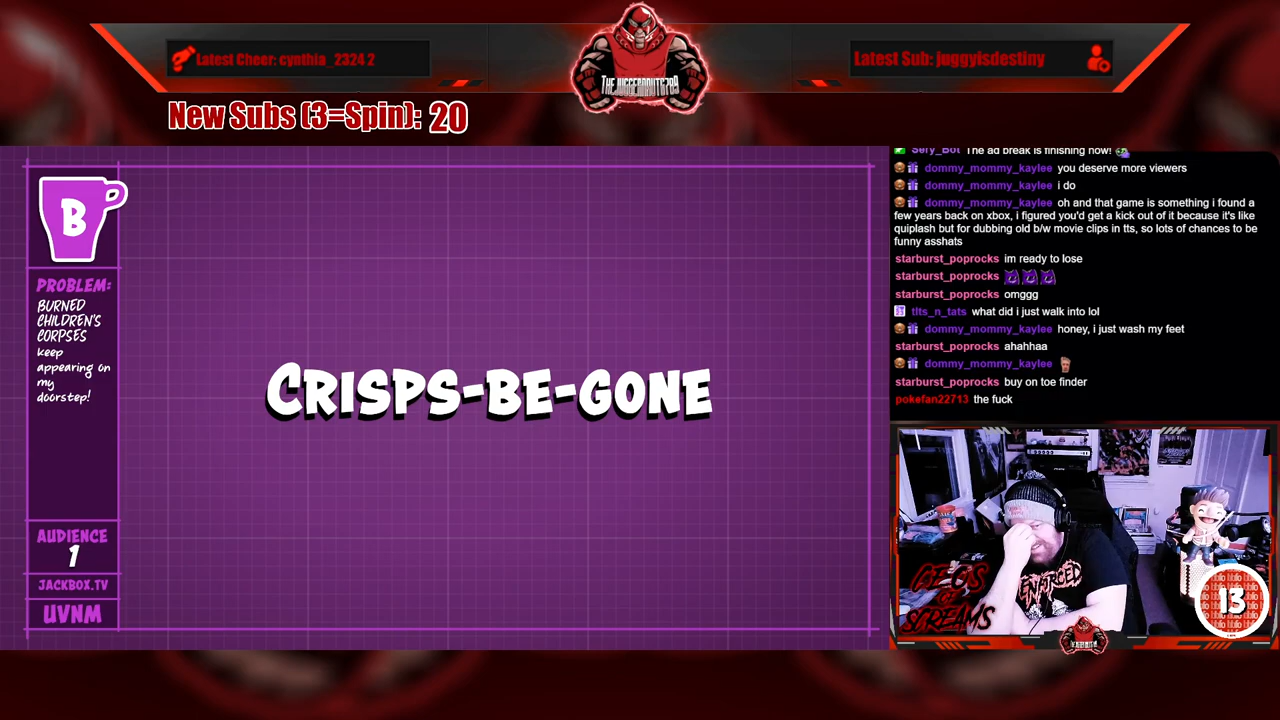 Latest Cheer: cynthia_2324 2
THEJUGGERNAUT6789
Latest Sub: juggyisdestiny
New Subs (3=Spin): 20
B
PROBLEM:
BURNED
CHILDREN'S
CORPSES
keep
appearing on
my
doorstep!
AUDIENCE
1
JACKBOX.TV
UVNM
CRISPS-BE-GONE
Sery_Bot The ad break is finishing now!
dommy_mommy_kaylee you deserve more viewers
dommy_mommy_kaylee i do
dommy_mommy_kaylee oh and that game is something i found a
few years back on xbox, i figured you'd get a kick out of it because it's like
quiplash but for dubbing old b/w movie clips in tts, so lots of chances to be
funny asshats
starburst_poprocks im ready to lose
starburst_poprocks
starburst_poprocks omggg
tits_n_tats what did i just walk into lol
dommy_mommy_kaylee honey, i just wash my feet
starburst_poprocks ahahhaa
dommy_mommy_kaylee
starburst_poprocks buy on toe finder
pokefan22713 the fuck
SCREAMS
ENFORCED
13